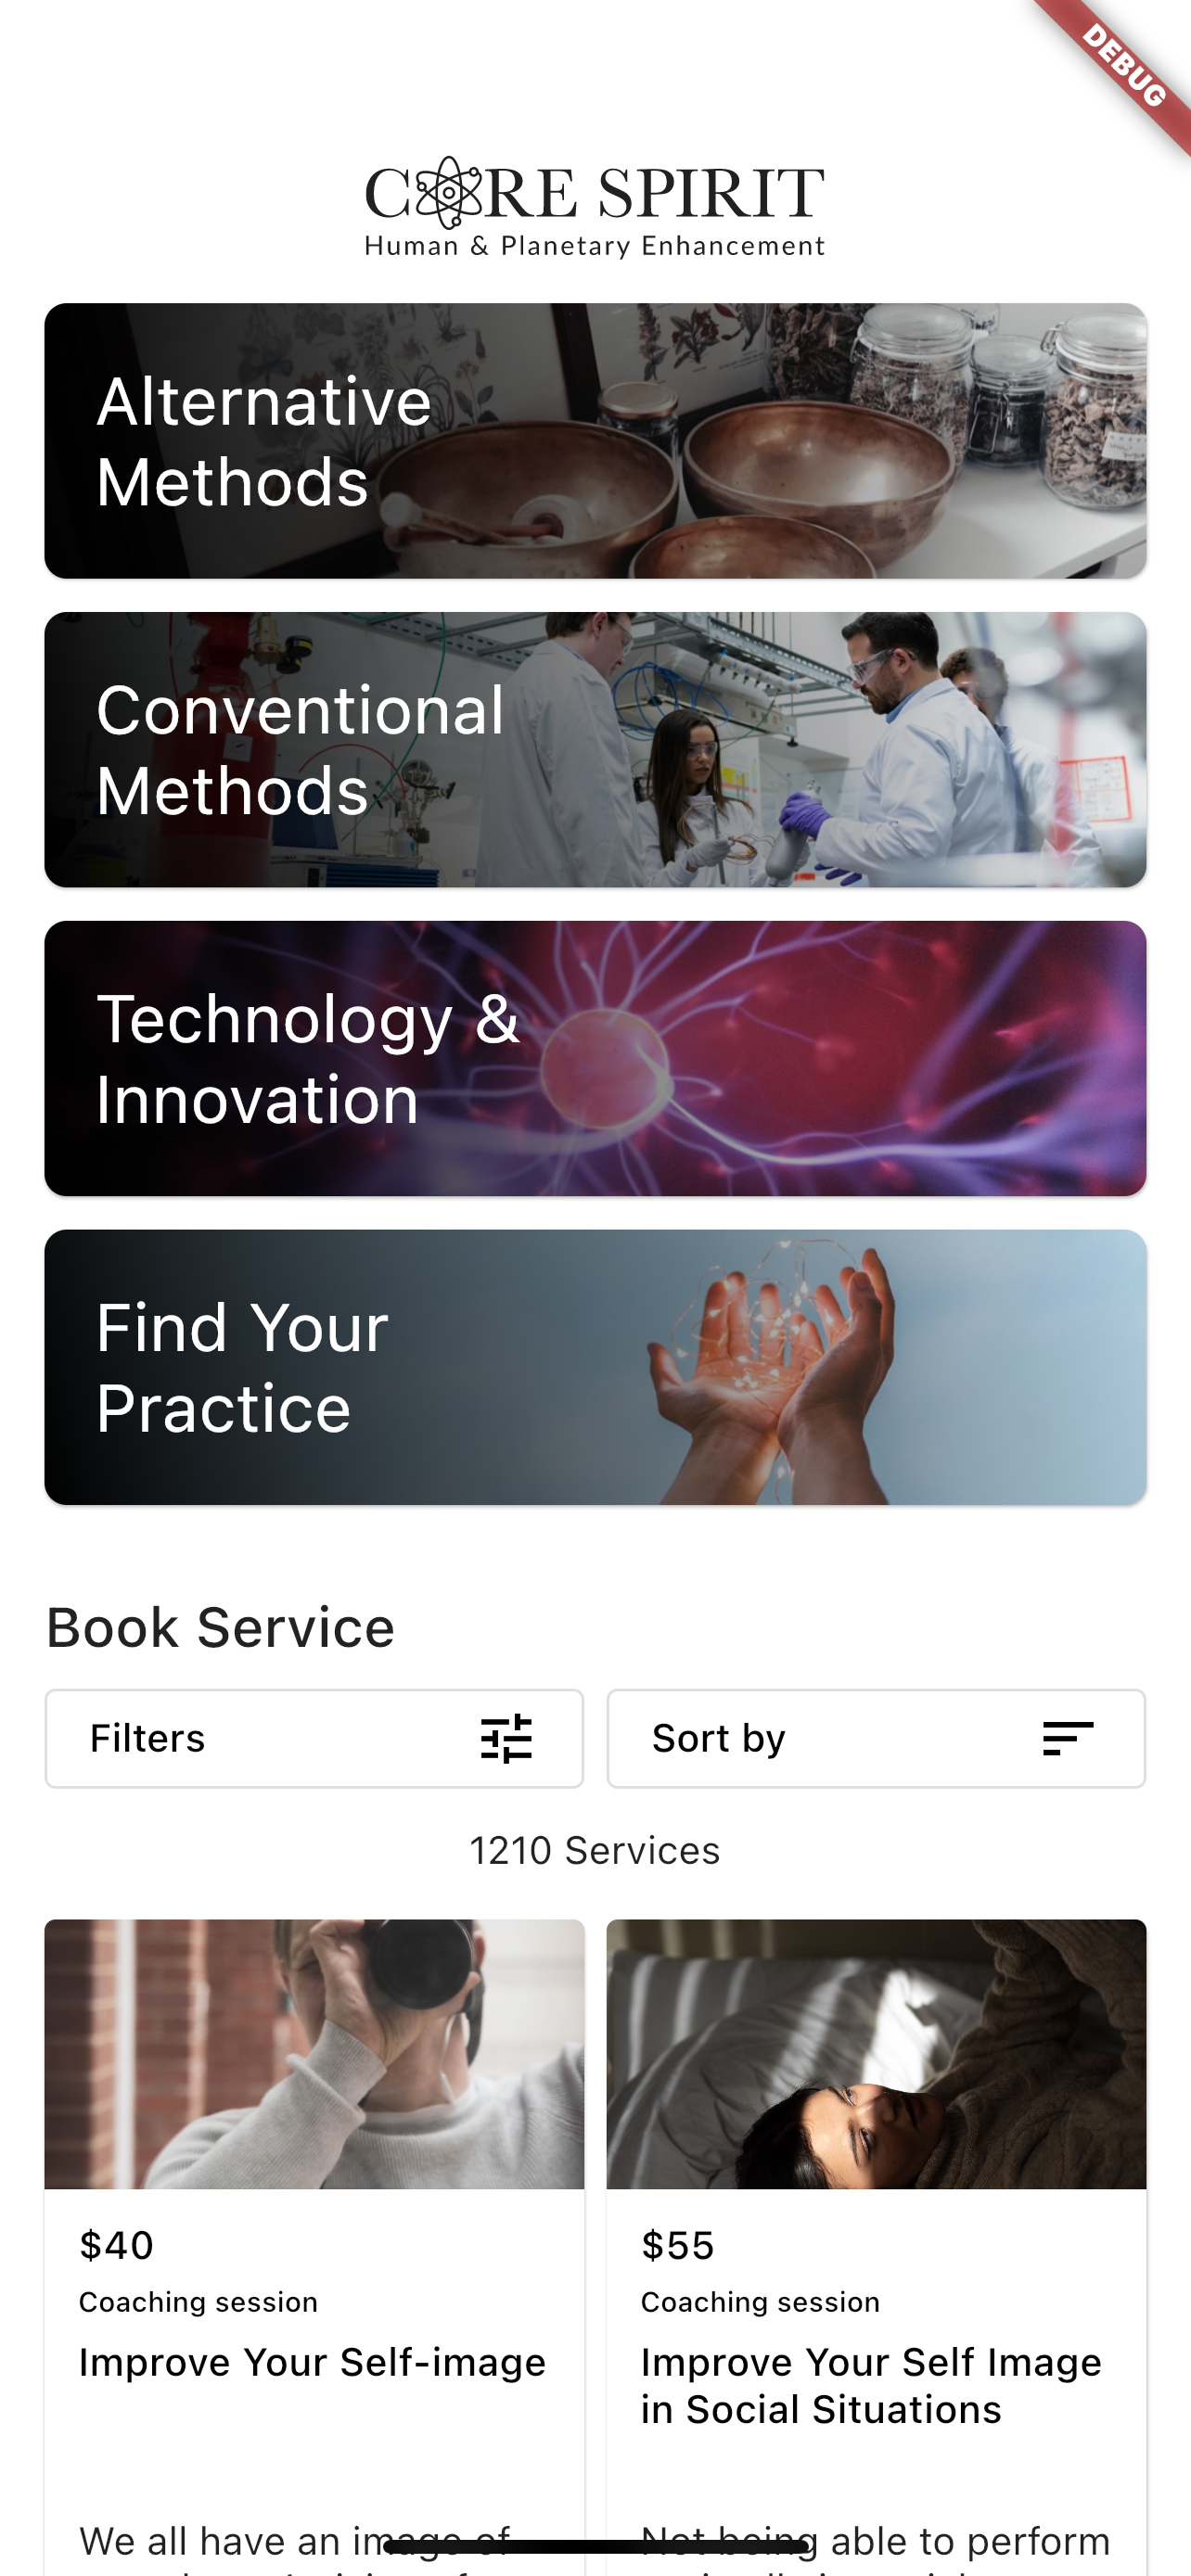 DEBUG
CORE SPIRIT
Human & Planetary Enhancement
Alternative
Methods
Conventional
Methods
Technology &
Innovation
Find Your
Practice
Book Service
Filters
Sort by
1210 Services
$40
Coaching session
Improve Your Self-image
We all have an image of
$55
Coaching session
Improve Your Self Image
in Social Situations
Not being able to perform